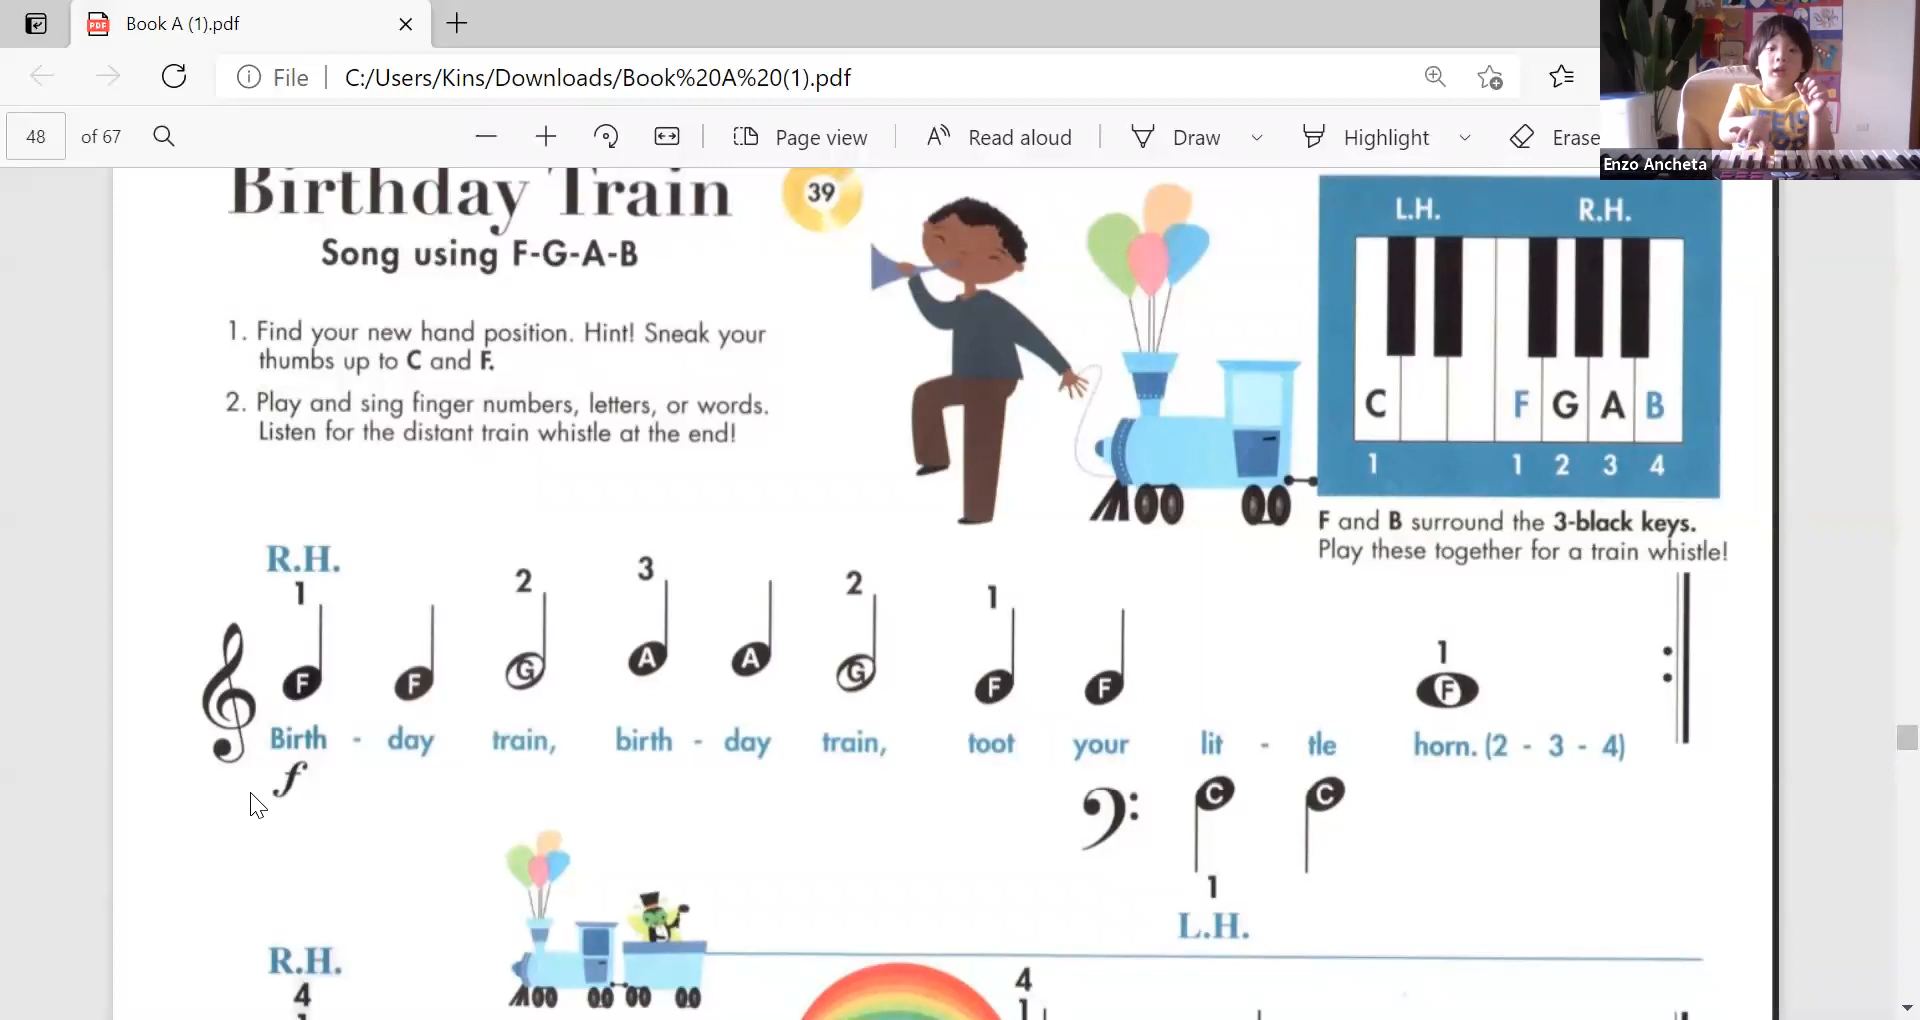 Book A (1).pdf
File
C:/Users/Kins/Downloads/Book%20A%20(1).pdf
48 of 67
Page view
Read aloud
Draw
Highlight
Erase
Enzo Ancheta
Birthday Train
39
Song using F-G-A-B
1. Find your new hand position. Hint! Sneak your
thumbs up to C and F.
2. Play and sing finger numbers, letters, or words.
Listen for the distant train whistle at the end!
L.H. R.H.
C F G A B
1 1 2 3 4
F and B surround the 3-black keys.
Play these together for a train whistle!
R.H.
1 2 3 2 1 1
F F G A A G F F F
Birth - day train, birth - day train, toot your lit - tle horn. (2 - 3 - 4)
f
C C
1
L.H.
R.H.
4 4
1